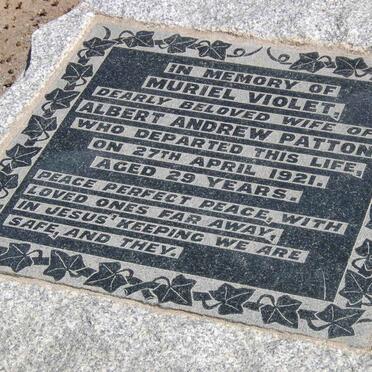 IN MEMORY OF
MURIEL VIOLET,
DEARLY BELOVED WIFE OF
ALBERT ANDREW PATTON
WHO DEPARTED THIS LIFE,
ON 27TH APRIL 1921.
AGED 29 YEARS.
PEACE PERFECT PEACE, WITH
LOVED ONES FAR AWAY.
IN JESUS' KEEPING WE ARE
SAFE, AND THEY.